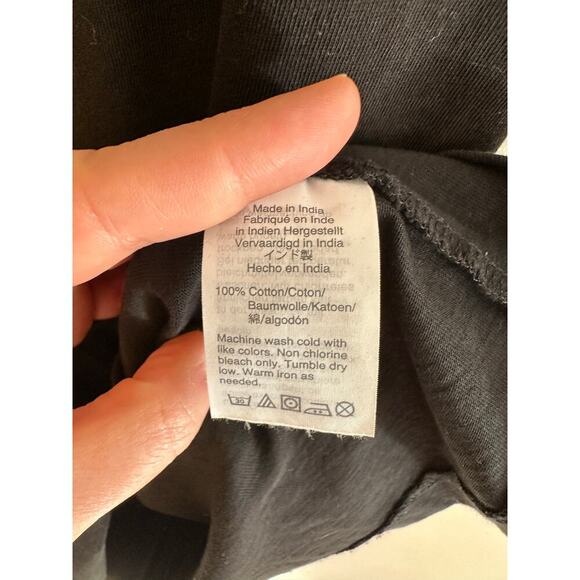 Made in India
Fabriqué en Inde
in Indien Hergestellt
Vervaardigd in India
インド製
Hecho en India
100% Cotton/Coton/
Baumwolle/Katoen/
綿/algodón
Machine wash cold with
like colors. Non chlorine
bleach only. Tumble dry
low. Warm iron as
needed.
30